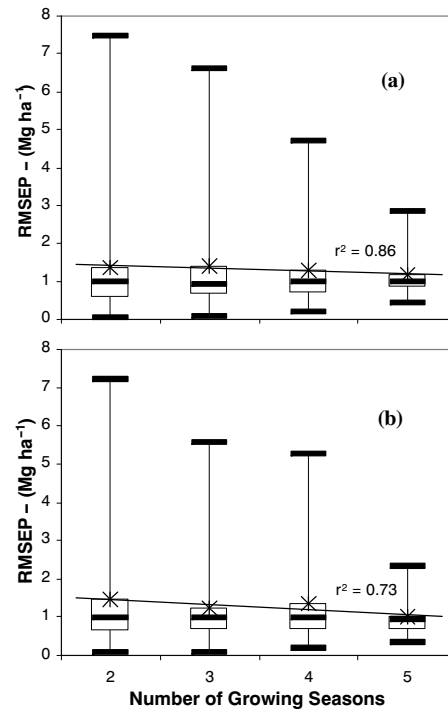 8
7
6
5
4
3
2
1
0
RMSEP – (Mg ha⁻¹)
(a)
r² = 0.86
8
7
6
5
4
3
2
1
0
RMSEP – (Mg ha⁻¹)
(b)
r² = 0.73
2 3 4 5
Number of Growing Seasons